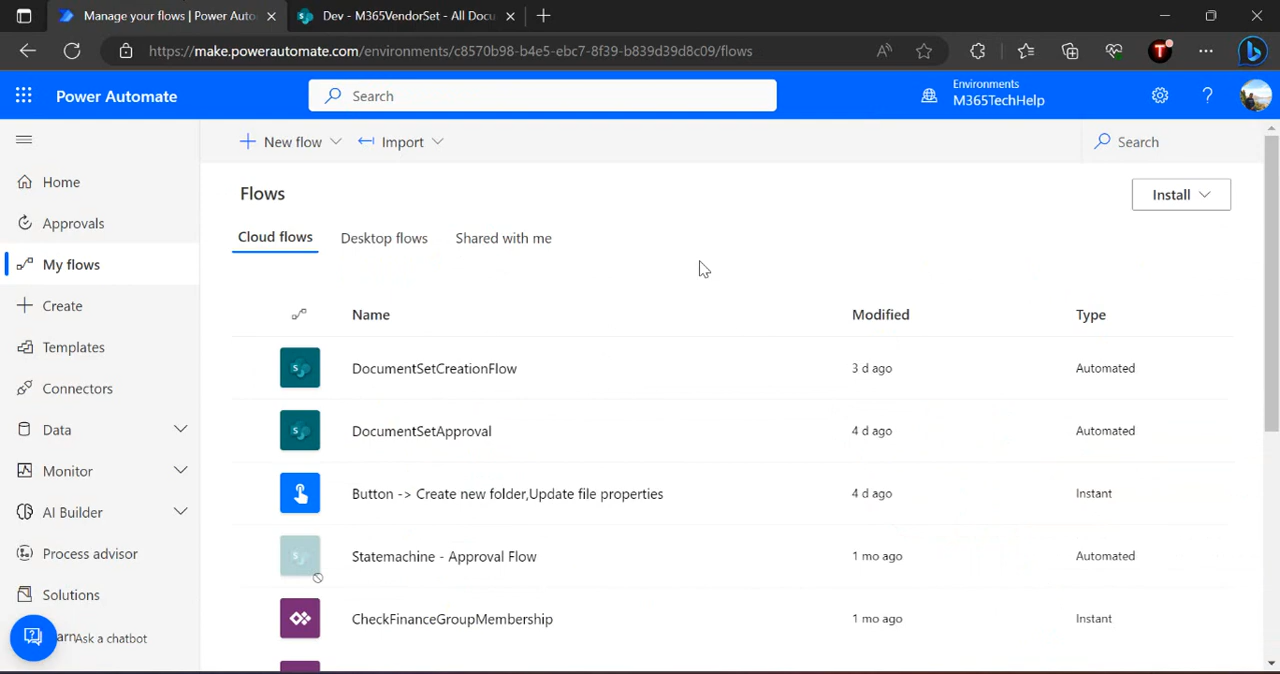 Manage your flows | Power Auto
Dev - M365VendorSet - All Docu
https://make.powerautomate.com/environments/c8570b98-b4e5-ebc7-8f39-b839d39d8c09/flows
T
Power Automate
Search
Environments
M365TechHelp
New flow
Import
Search
Home
Approvals
My flows
Create
Templates
Connectors
Data
Monitor
AI Builder
Process advisor
Solutions
earn
Ask a chatbot
Flows
Install
Cloud flows
Desktop flows
Shared with me
Name
Modified
Type
DocumentSetCreationFlow
3 d ago
Automated
DocumentSetApproval
4 d ago
Automated
Button -> Create new folder,Update file properties
4 d ago
Instant
Statemachine - Approval Flow
1 mo ago
Automated
CheckFinanceGroupMembership
1 mo ago
Instant